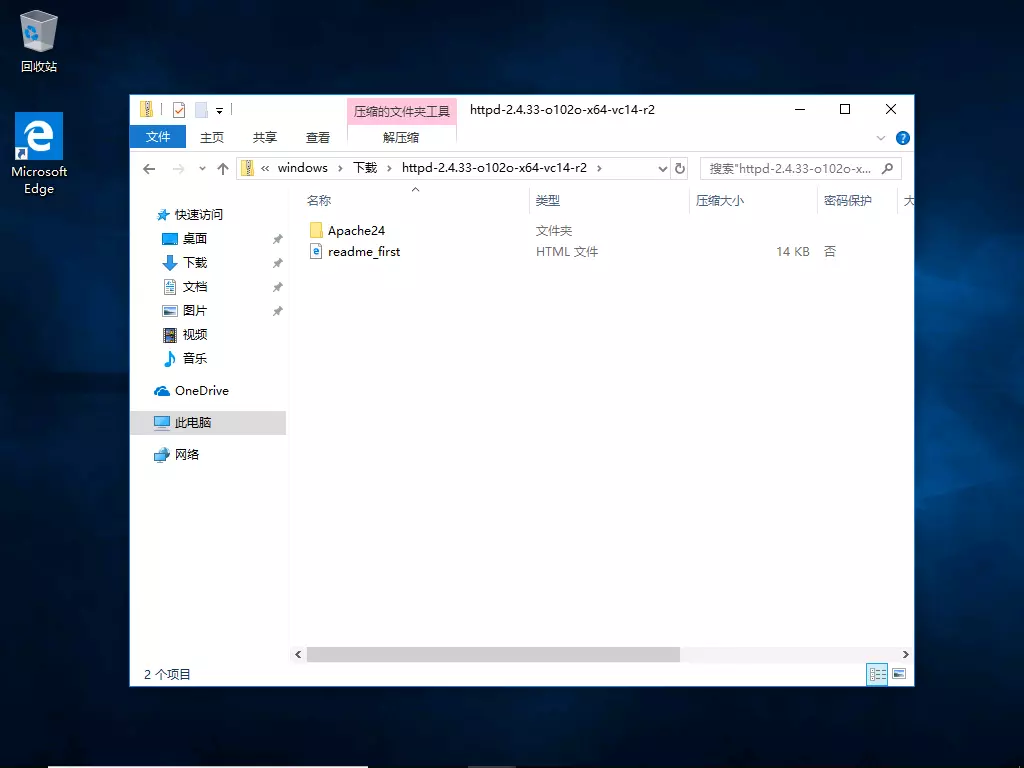 回收站
Microsoft
Edge
压缩的文件夹工具
httpd-2.4.33-o102o-x64-vc14-r2
文件
主页
共享
查看
解压缩
windows
下载
httpd-2.4.33-o102o-x64-vc14-r2
搜索"httpd-2.4.33-o102o-x...
名称
类型
压缩大小
密码保护
大
快速访问
桌面
下载
文档
图片
视频
音乐
OneDrive
此电脑
网络
Apache24
文件夹
readme_first
HTML 文件
14 KB
否
2 个项目